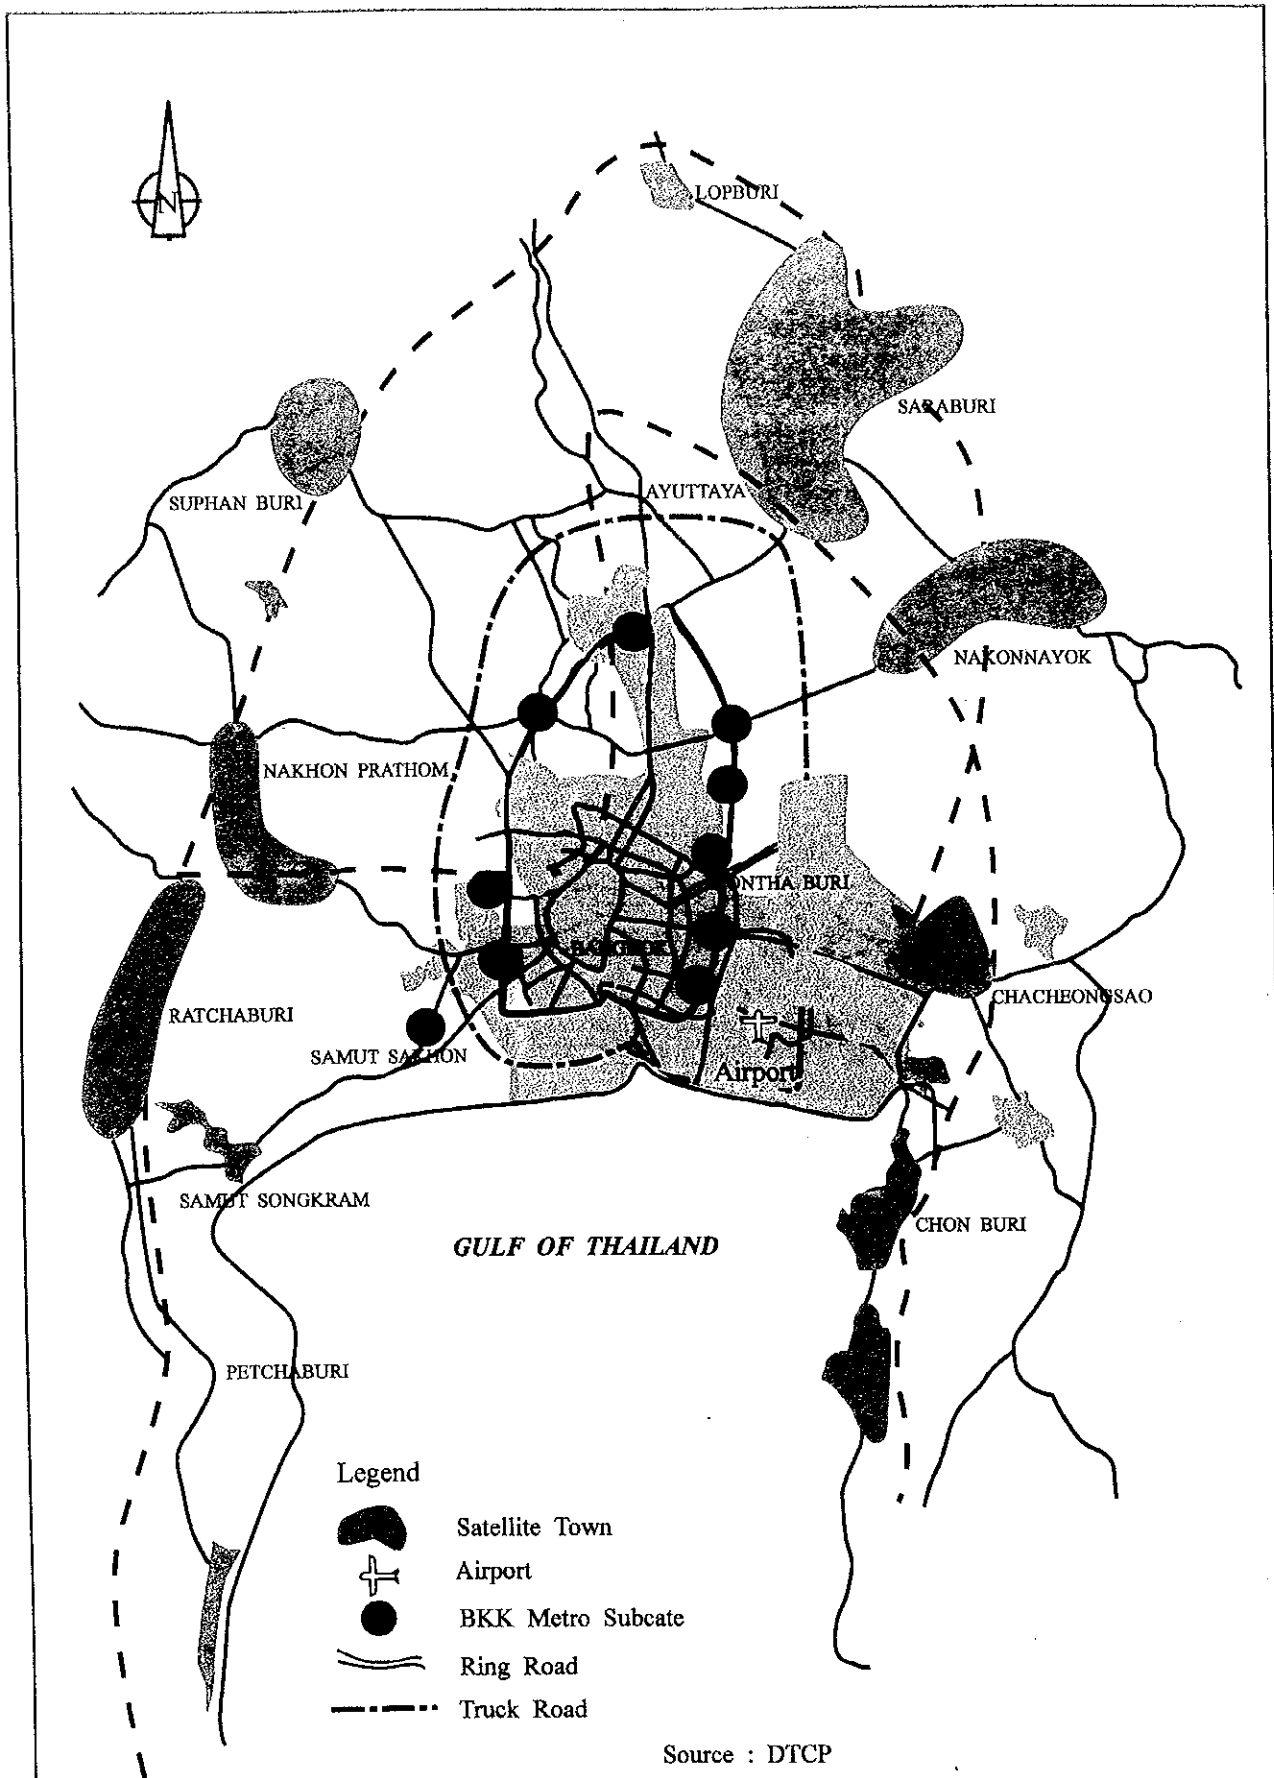 N
LOPBURI
SARABURI
AYUTTAYA
SUPHAN BURI
NAKONNAYOK
NAKHON PRATHOM
BURI
BANGKOK
CHACHEONGSAO
RATCHABURI
SAMUT SAKHON
Airport
SAMUT SONGKRAM
CHON BURI
GULF OF THAILAND
PETCHABURI
Legend
Satellite Town
Airport
BKK Metro Subcate
Ring Road
Truck Road
Source : DTCP